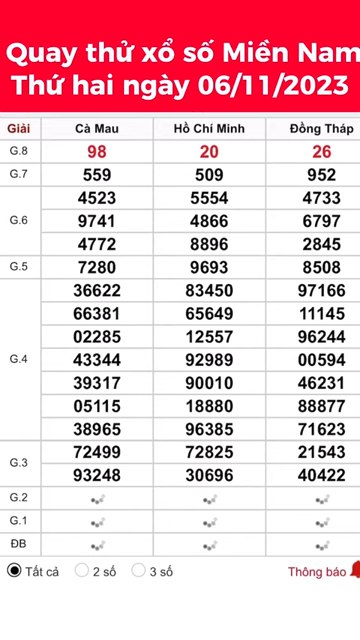 Quay thử xổ số Miền Nam
Thứ hai ngày 06/11/2023
Giải Cà Mau Hồ Chí Minh Đồng Tháp
G.8 98 20 26
G.7 559 509 952
4523 5554 4733
G.6 9741 4866 6797
4772 8896 2845
G.5 7280 9693 8508
36622 83450 97166
66381 65649 11145
02285 12557 96244
G.4 43344 92989 00594
39317 90010 46231
05115 18880 88877
38965 96385 71623
G.3 72499 72825 21543
93248 30696 40422
G.2
G.1
ĐB
Tất cả 2 số 3 số Thông báo